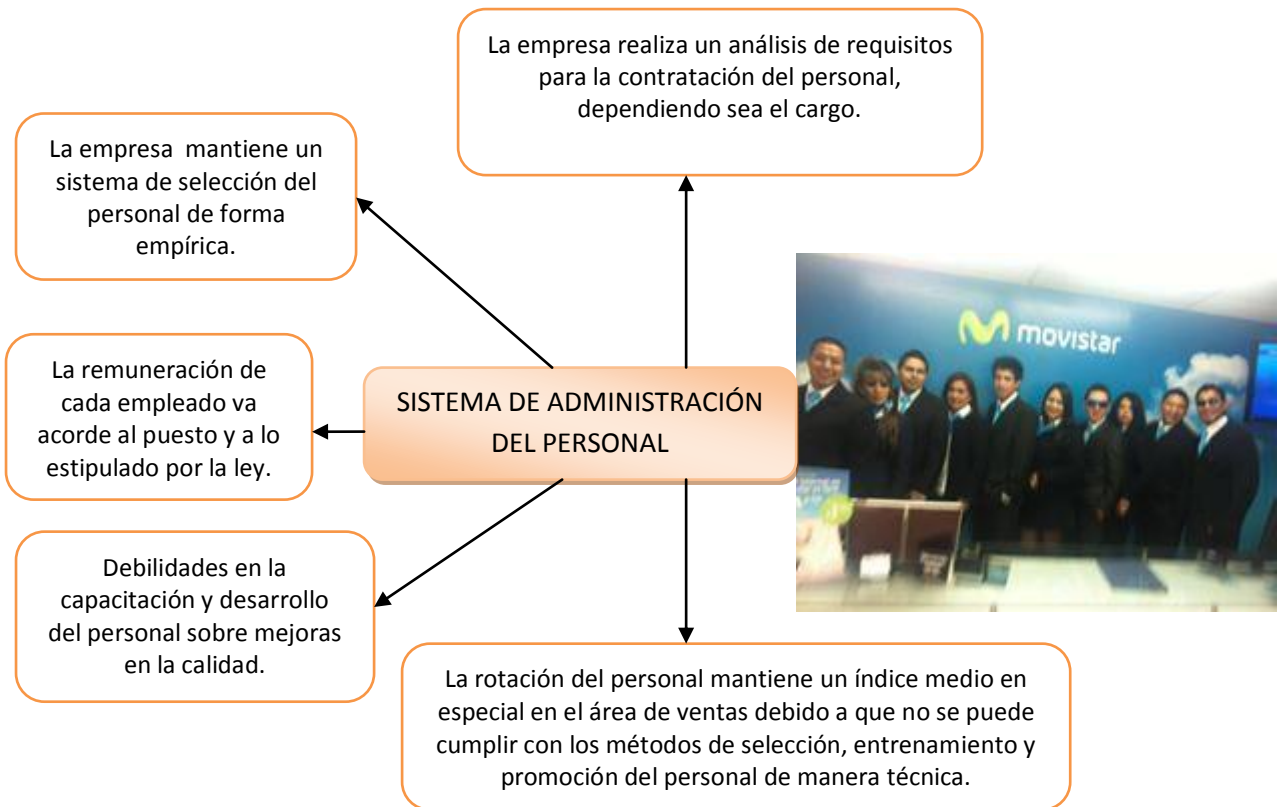 La empresa realiza un análisis de requisitos
para la contratación del personal,
dependiendo sea el cargo.
La empresa mantiene un
sistema de selección del
personal de forma
empírica.
movistar
La remuneración de
cada empleado va
acorde al puesto y a lo
estipulado por la ley.
SISTEMA DE ADMINISTRACIÓN
DEL PERSONAL
Debilidades en la
capacitación y desarrollo
del personal sobre mejoras
en la calidad.
La rotación del personal mantiene un índice medio en
especial en el área de ventas debido a que no se puede
cumplir con los métodos de selección, entrenamiento y
promoción del personal de manera técnica.